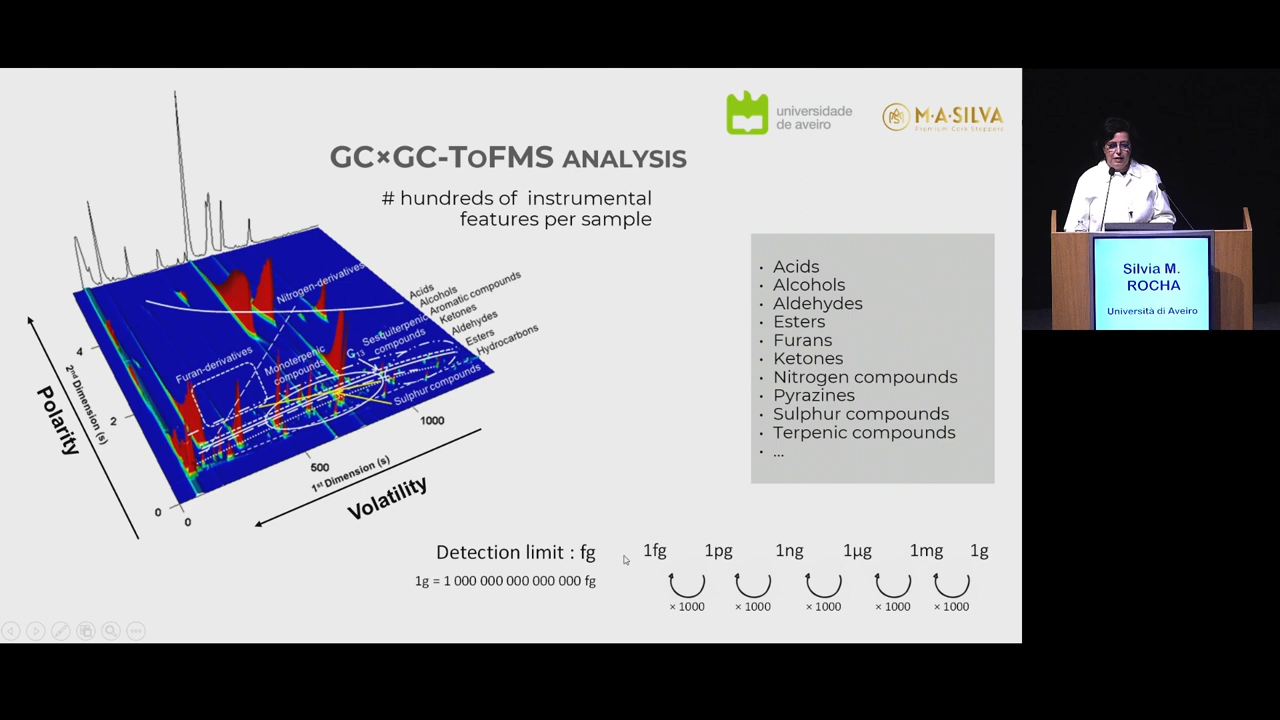 universidade
de aveiro
M·A·SILVA
Premium Cork Stoppers
GC×GC-ToFMS ANALYSIS
# hundreds of instrumental
features per sample
Nitrogen-derivatives
Acids
Alcohols
Aromatic compounds
Ketones
Aldehydes
Esters
Hydrocarbons
Sesquiterpenic
compounds
G13
Furan-derivatives
Monoterpenic
compounds
Sulphur compounds
4
2
0
2nd Dimension (s)
Polarity
0
500
1000
1st Dimension (s)
Volatility
· Acids
· Alcohols
· Aldehydes
· Esters
· Furans
· Ketones
· Nitrogen compounds
· Pyrazines
· Sulphur compounds
· Terpenic compounds
· ...
Detection limit : fg
1g = 1 000 000 000 000 000 fg
1fg 1pg 1ng 1µg 1mg 1g
× 1000 × 1000 × 1000 × 1000 × 1000
Silvia M.
ROCHA
Università di Aveiro